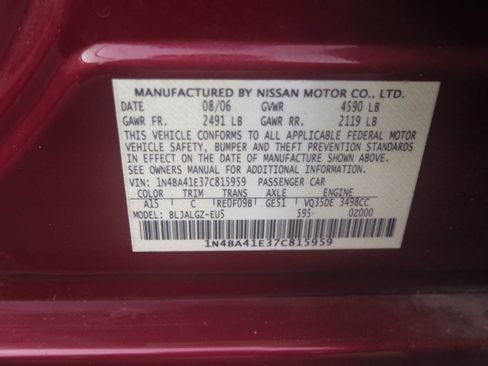 MANUFACTURED BY NISSAN MOTOR CO., LTD.
DATE 08/06 GVWR 4590 LB
GAWR FR. 2491 LB GAWR RR. 2119 LB
THIS VEHICLE CONFORMS TO ALL APPLICABLE FEDERAL MOTOR
VEHICLE SAFETY, BUMPER, AND THEFT PREVENTION STANDARDS
IN EFFECT ON THE DATE OF MANUFACTURE SHOWN ABOVE.
SEE OWNERS MANUAL FOR ADDITIONAL INFORMATION.
VIN: 1N4BA41E37C815959 PASSENGER CAR
COLOR TRIM TRANS AXLE ENGINE
A15 C RE0F09B GE51 VQ35DE 3498CC
MODEL: BLJALGZ-EU5 595- 0Z000
1N4BA41E37C815959